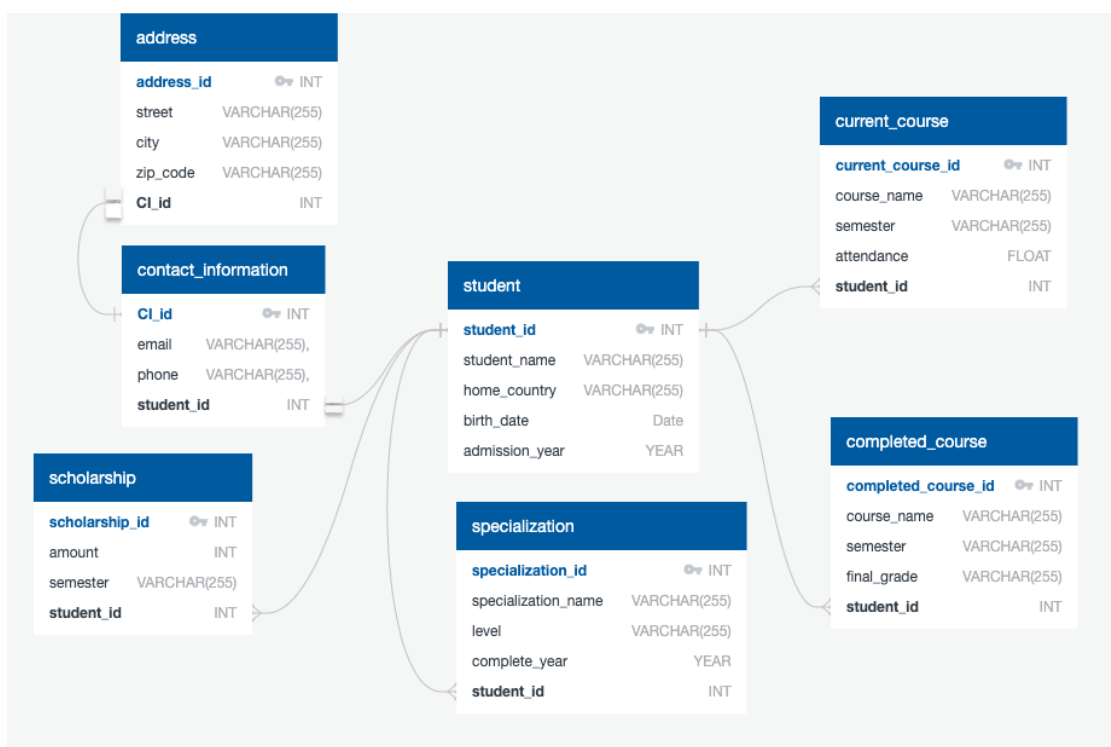 address
address_id INT
street VARCHAR(255)
city VARCHAR(255)
zip_code VARCHAR(255)
CI_id INT
contact_information
CI_id INT
email VARCHAR(255),
phone VARCHAR(255),
student_id INT
scholarship
scholarship_id INT
amount INT
semester VARCHAR(255)
student_id INT
student
student_id INT
student_name VARCHAR(255)
home_country VARCHAR(255)
birth_date Date
admission_year YEAR
specialization
specialization_id INT
specialization_name VARCHAR(255)
level VARCHAR(255)
complete_year YEAR
student_id INT
current_course
current_course_id INT
course_name VARCHAR(255)
semester VARCHAR(255)
attendance FLOAT
student_id INT
completed_course
completed_course_id INT
course_name VARCHAR(255)
semester VARCHAR(255)
final_grade VARCHAR(255)
student_id INT